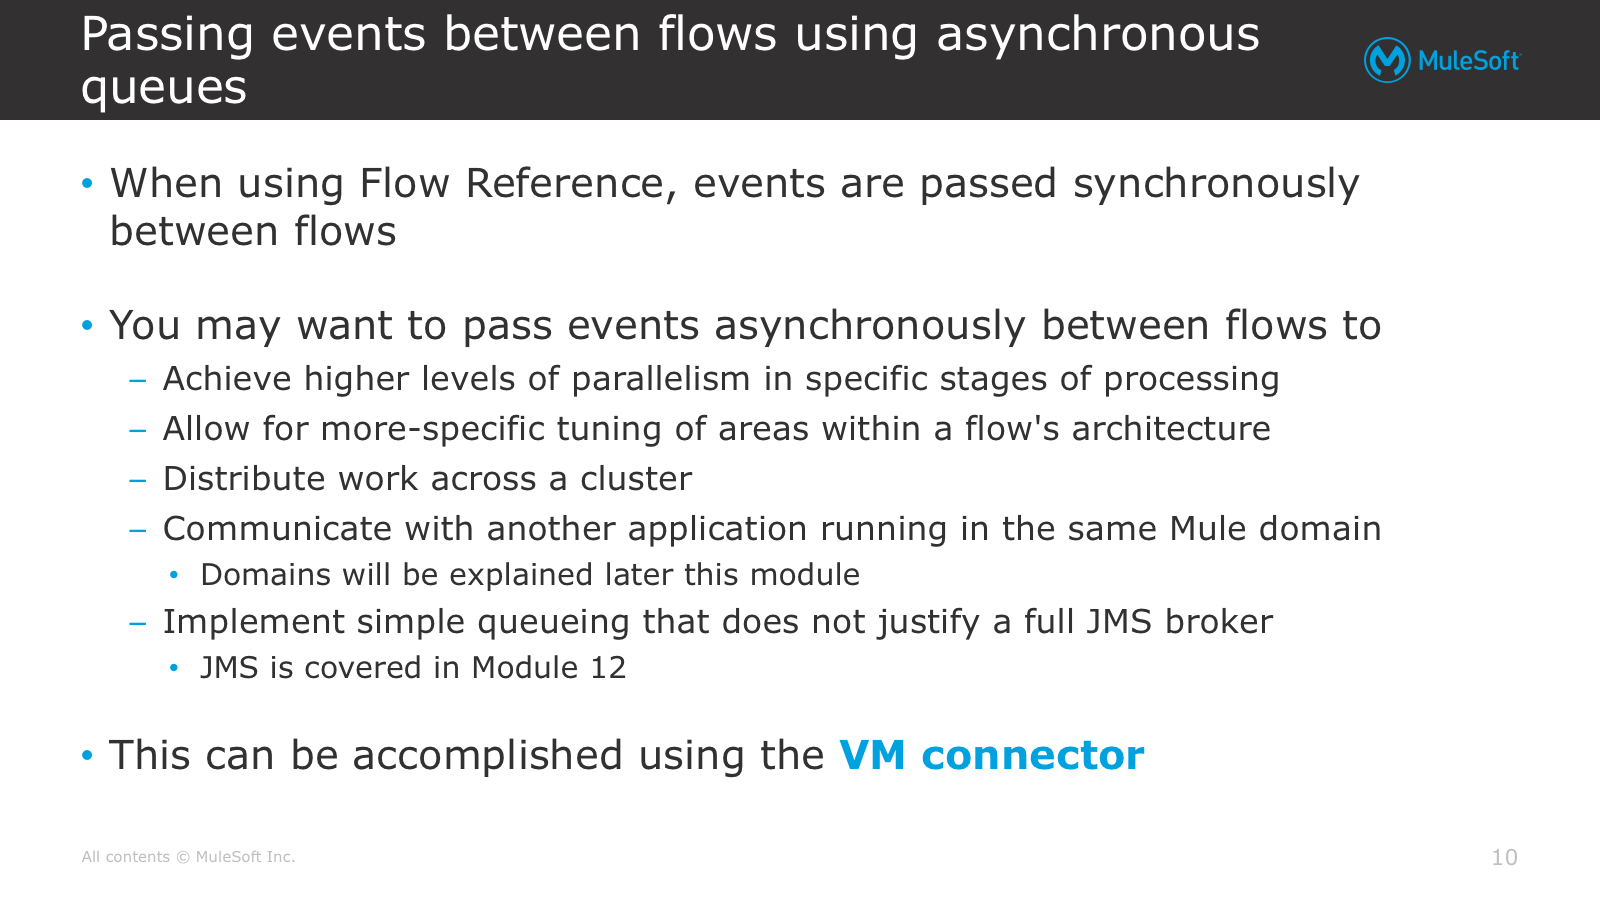 Passing events between flows using asynchronous
queues
MuleSoft
• When using Flow Reference, events are passed synchronously
between flows
• You may want to pass events asynchronously between flows to
– Achieve higher levels of parallelism in specific stages of processing
– Allow for more-specific tuning of areas within a flow's architecture
– Distribute work across a cluster
– Communicate with another application running in the same Mule domain
• Domains will be explained later this module
– Implement simple queueing that does not justify a full JMS broker
• JMS is covered in Module 12
• This can be accomplished using the VM connector
All contents © MuleSoft Inc.
10